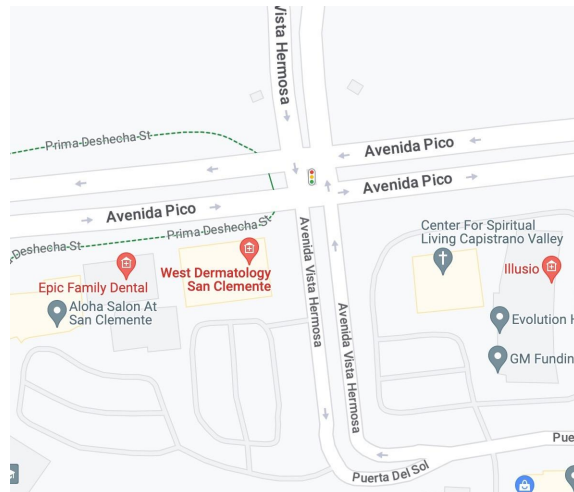 Vista Hermosa
Prima-Deshecha-St
Avenida Pico
Avenida Pico
Avenida Pico
Prima-Deshecha St
Deshecha-St
Center For Spiritual
Living Capistrano Valley
West Dermatology
San Clemente
Epic Family Dental
Illusio
Aloha Salon At
San Clemente
Avenida Vista Hermosa
Avenida Vista Hermosa
Evolution H
GM Fundin
Pue
Puerta Del Sol